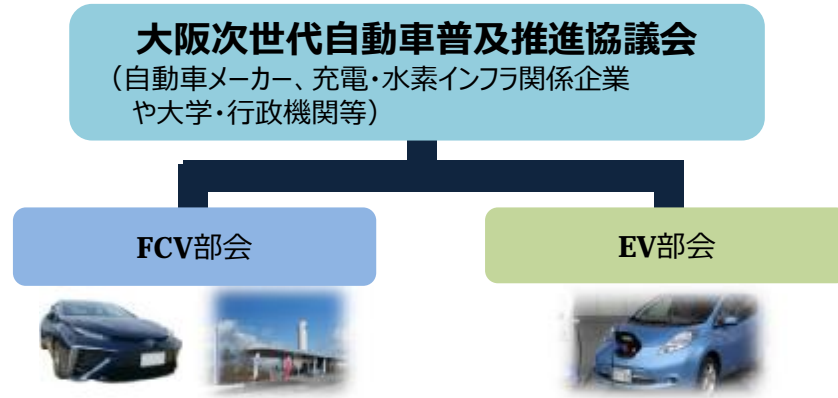 大阪次世代自動車普及推進協議会
（自動車メーカー、充電・水素インフラ関係企業
や大学・行政機関等）
FCV部会
EV部会